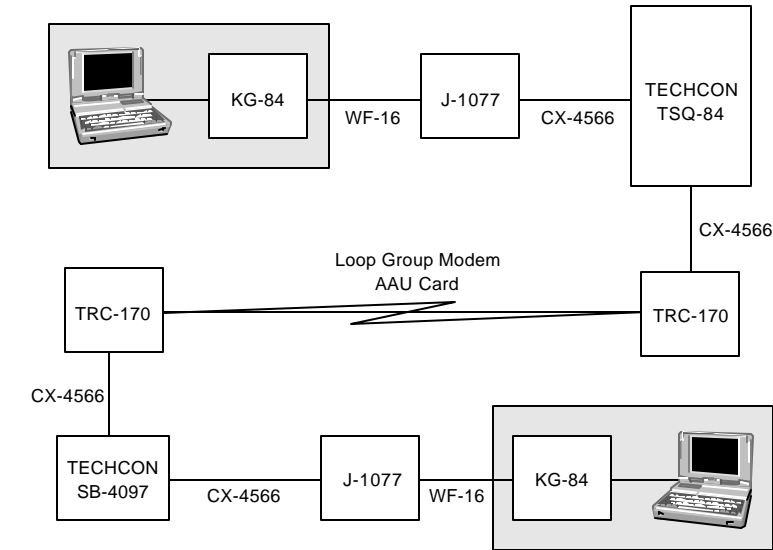 KG-84
WF-16
J-1077
CX-4566
TECHCON
TSQ-84
CX-4566
Loop Group Modem
AAU Card
TRC-170
TRC-170
CX-4566
TECHCON
SB-4097
CX-4566
J-1077
WF-16
KG-84